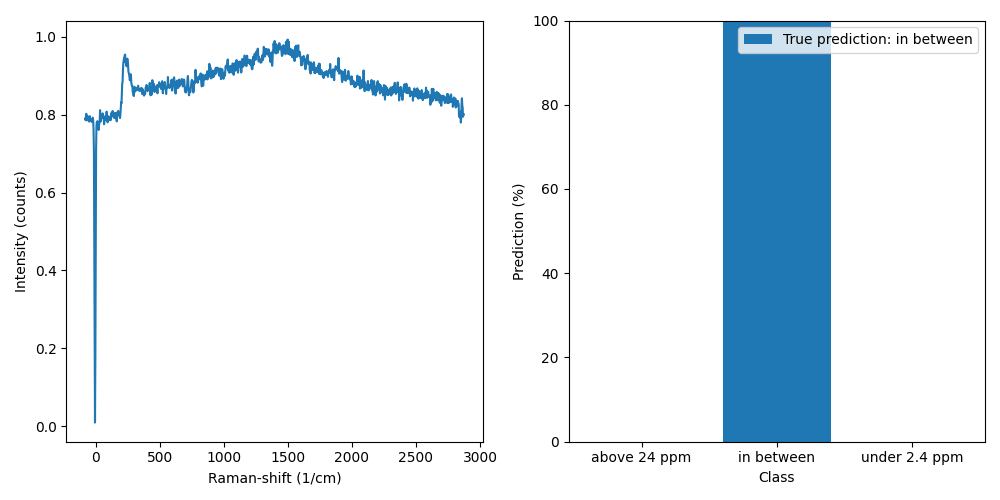 1.0
0.8
0.6
0.4
0.2
0.0
Intensity (counts)
0 500 1000 1500 2000 2500 3000
Raman-shift (1/cm)
100
80
60
40
20
0
Prediction (%)
True prediction: in between
above 24 ppm in between under 2.4 ppm
Class